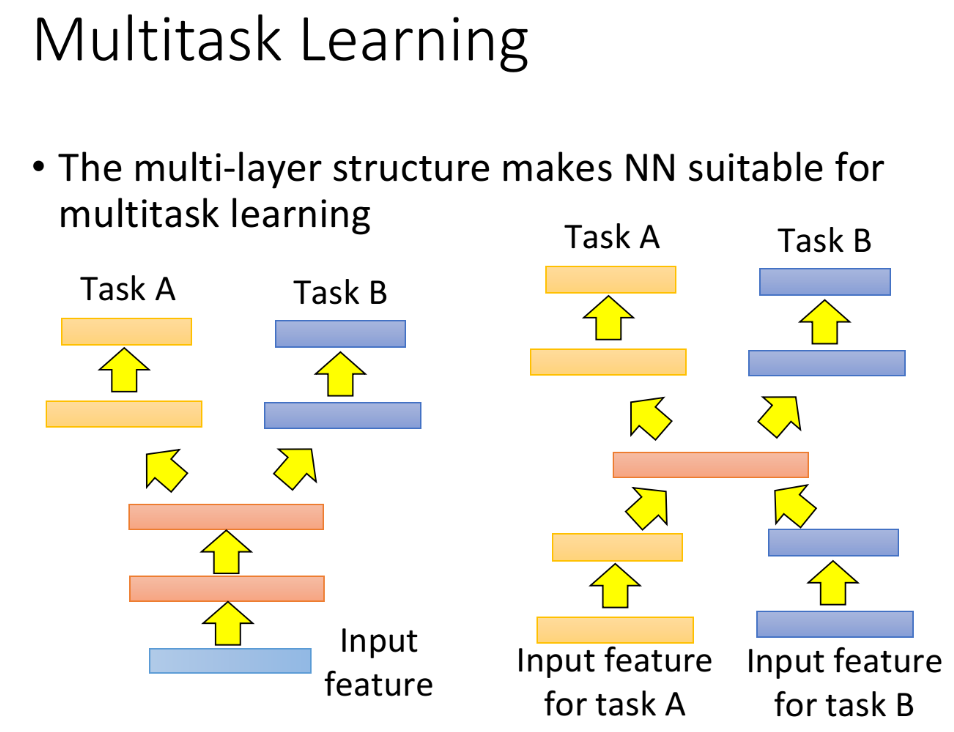 Multitask Learning
• The multi-layer structure makes NN suitable for
multitask learning
Task A
Task B
Input
feature
Task A
Task B
Input feature
for task A
Input feature
for task B